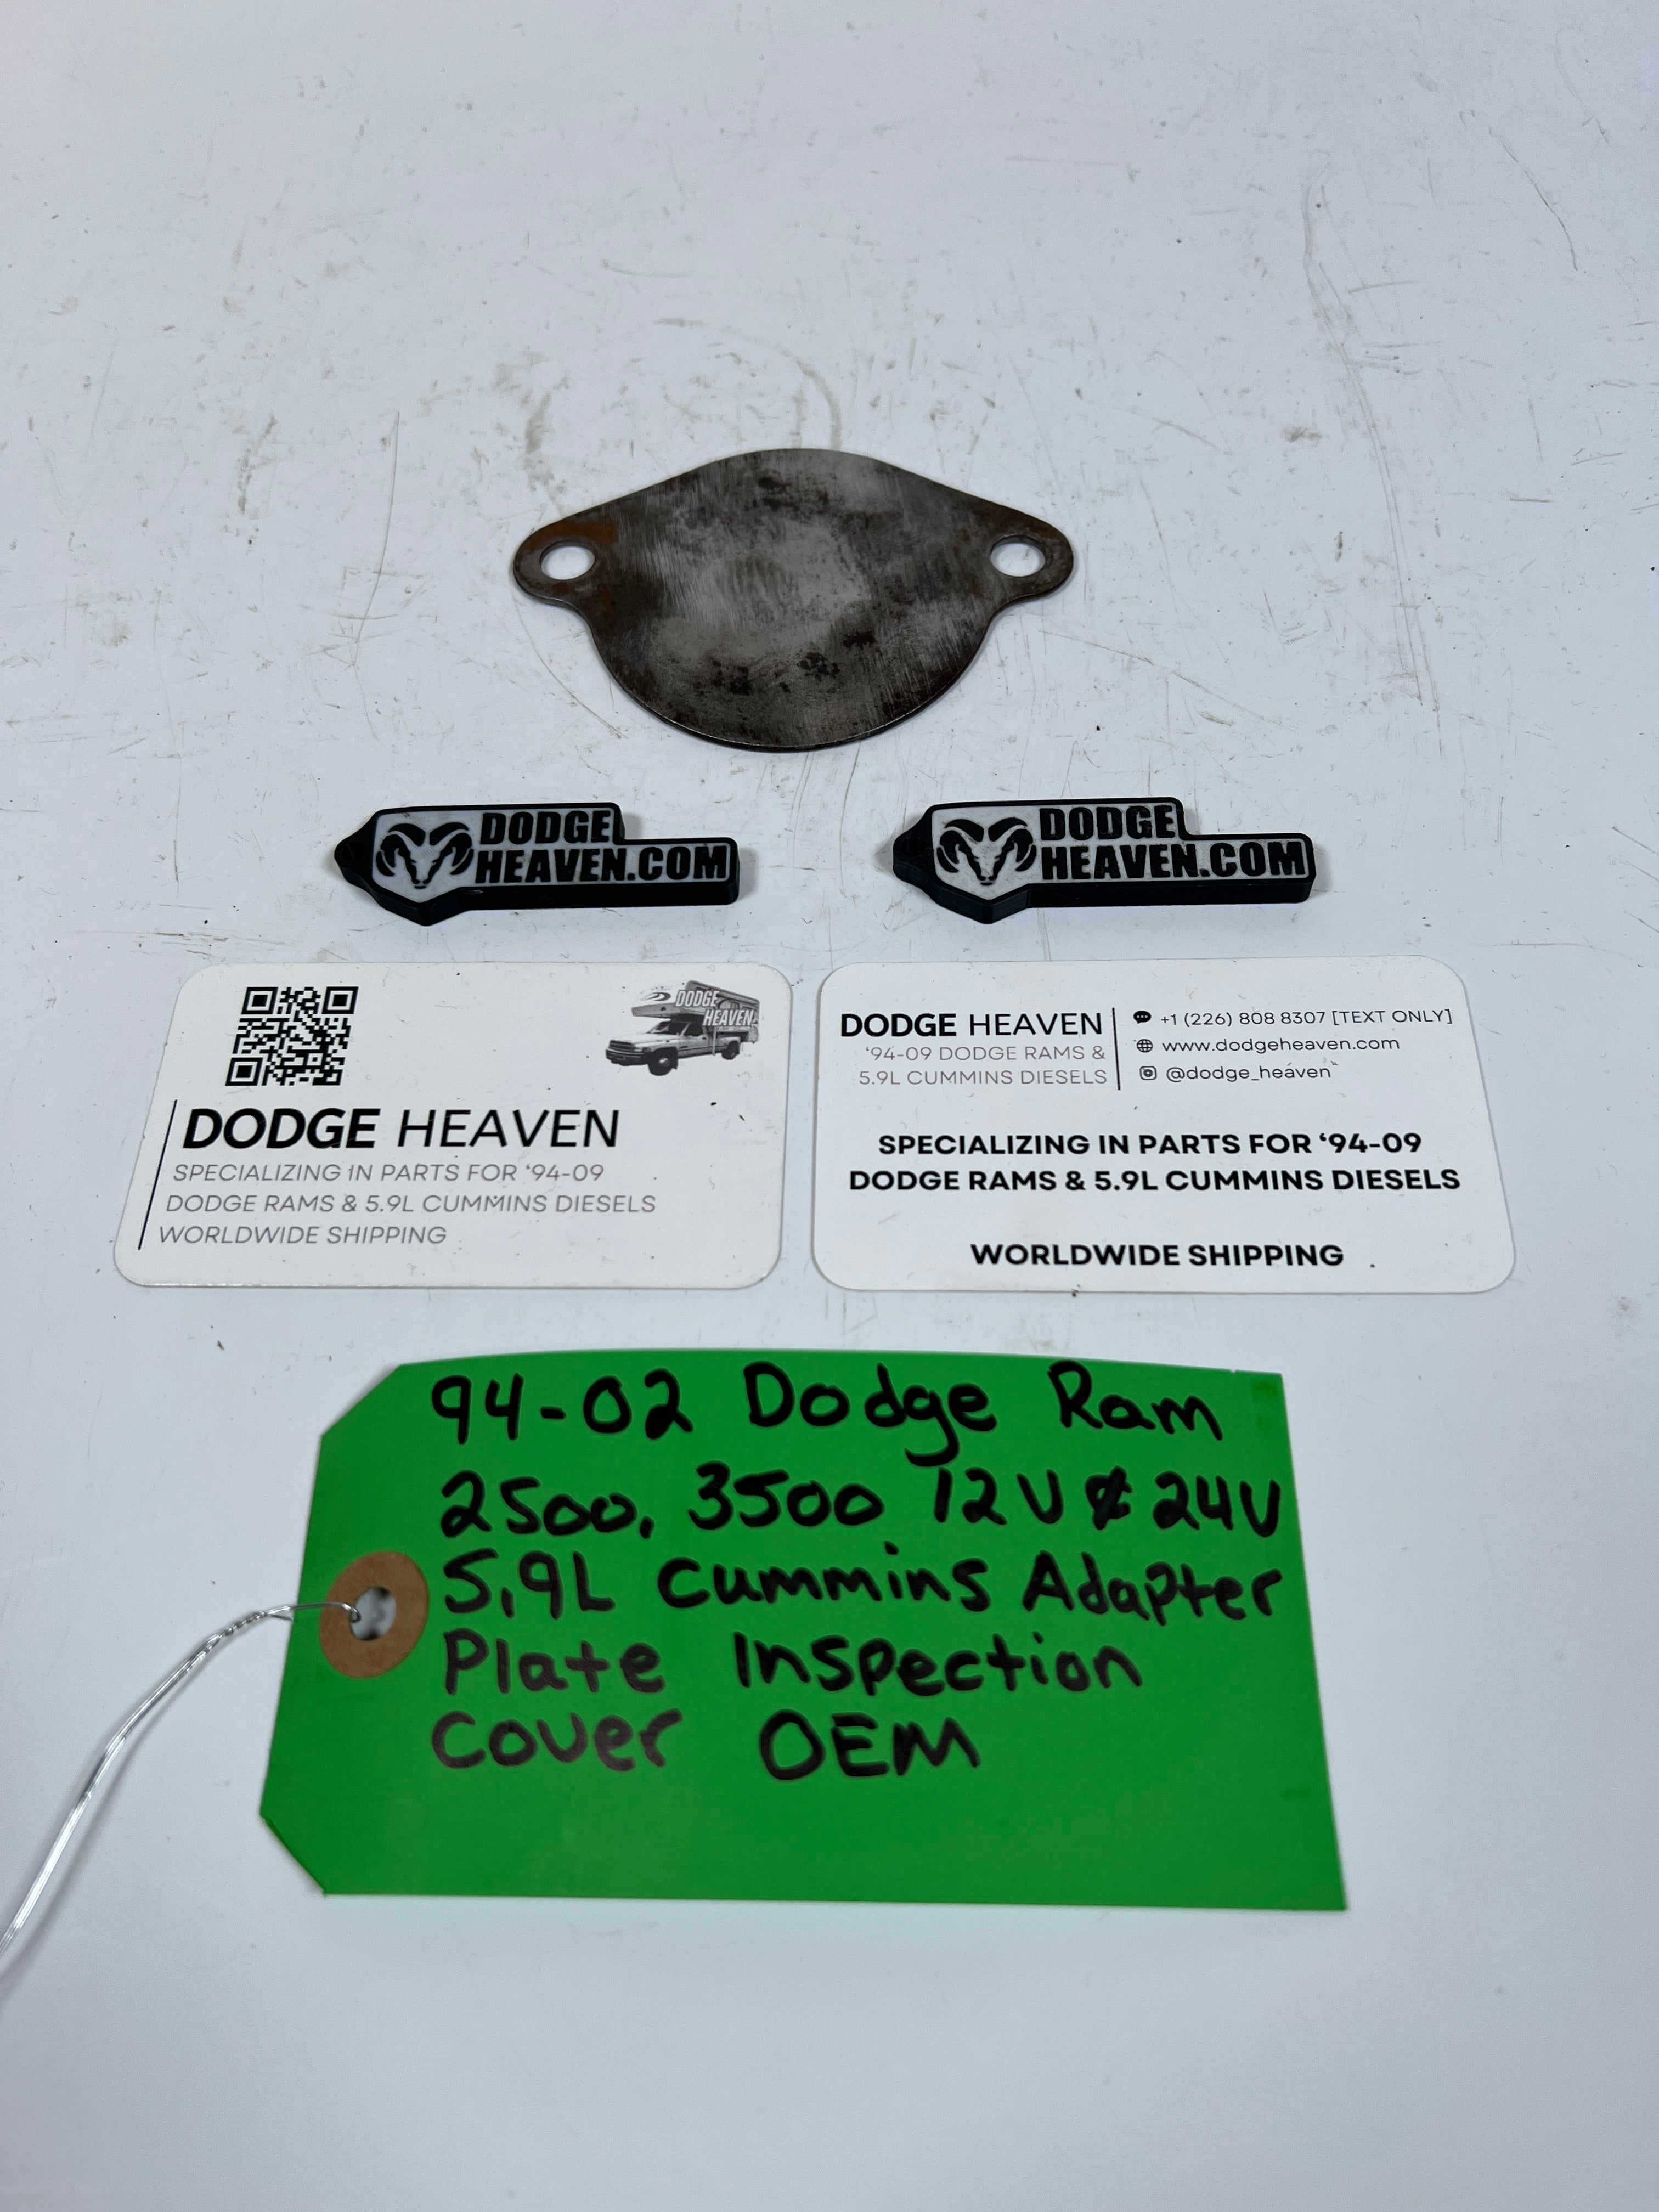 DODGE
HEAVEN.COM
DODGE
HEAVEN.COM
DODGE
HEAVEN
DODGE HEAVEN
SPECIALIZING IN PARTS FOR ‘94-09
DODGE RAMS & 5.9L CUMMINS DIESELS
WORLDWIDE SHIPPING
DODGE HEAVEN
‘94-09 DODGE RAMS &
5.9L CUMMINS DIESELS
+1 (226) 808 8307 [TEXT ONLY]
www.dodgeheaven.com
@dodge_heaven
SPECIALIZING IN PARTS FOR ‘94-09
DODGE RAMS & 5.9L CUMMINS DIESELS
WORLDWIDE SHIPPING
94-02 Dodge Ram
2500, 3500 12V & 24V
5.9L Cummins Adapter
Plate Inspection
Cover OEM